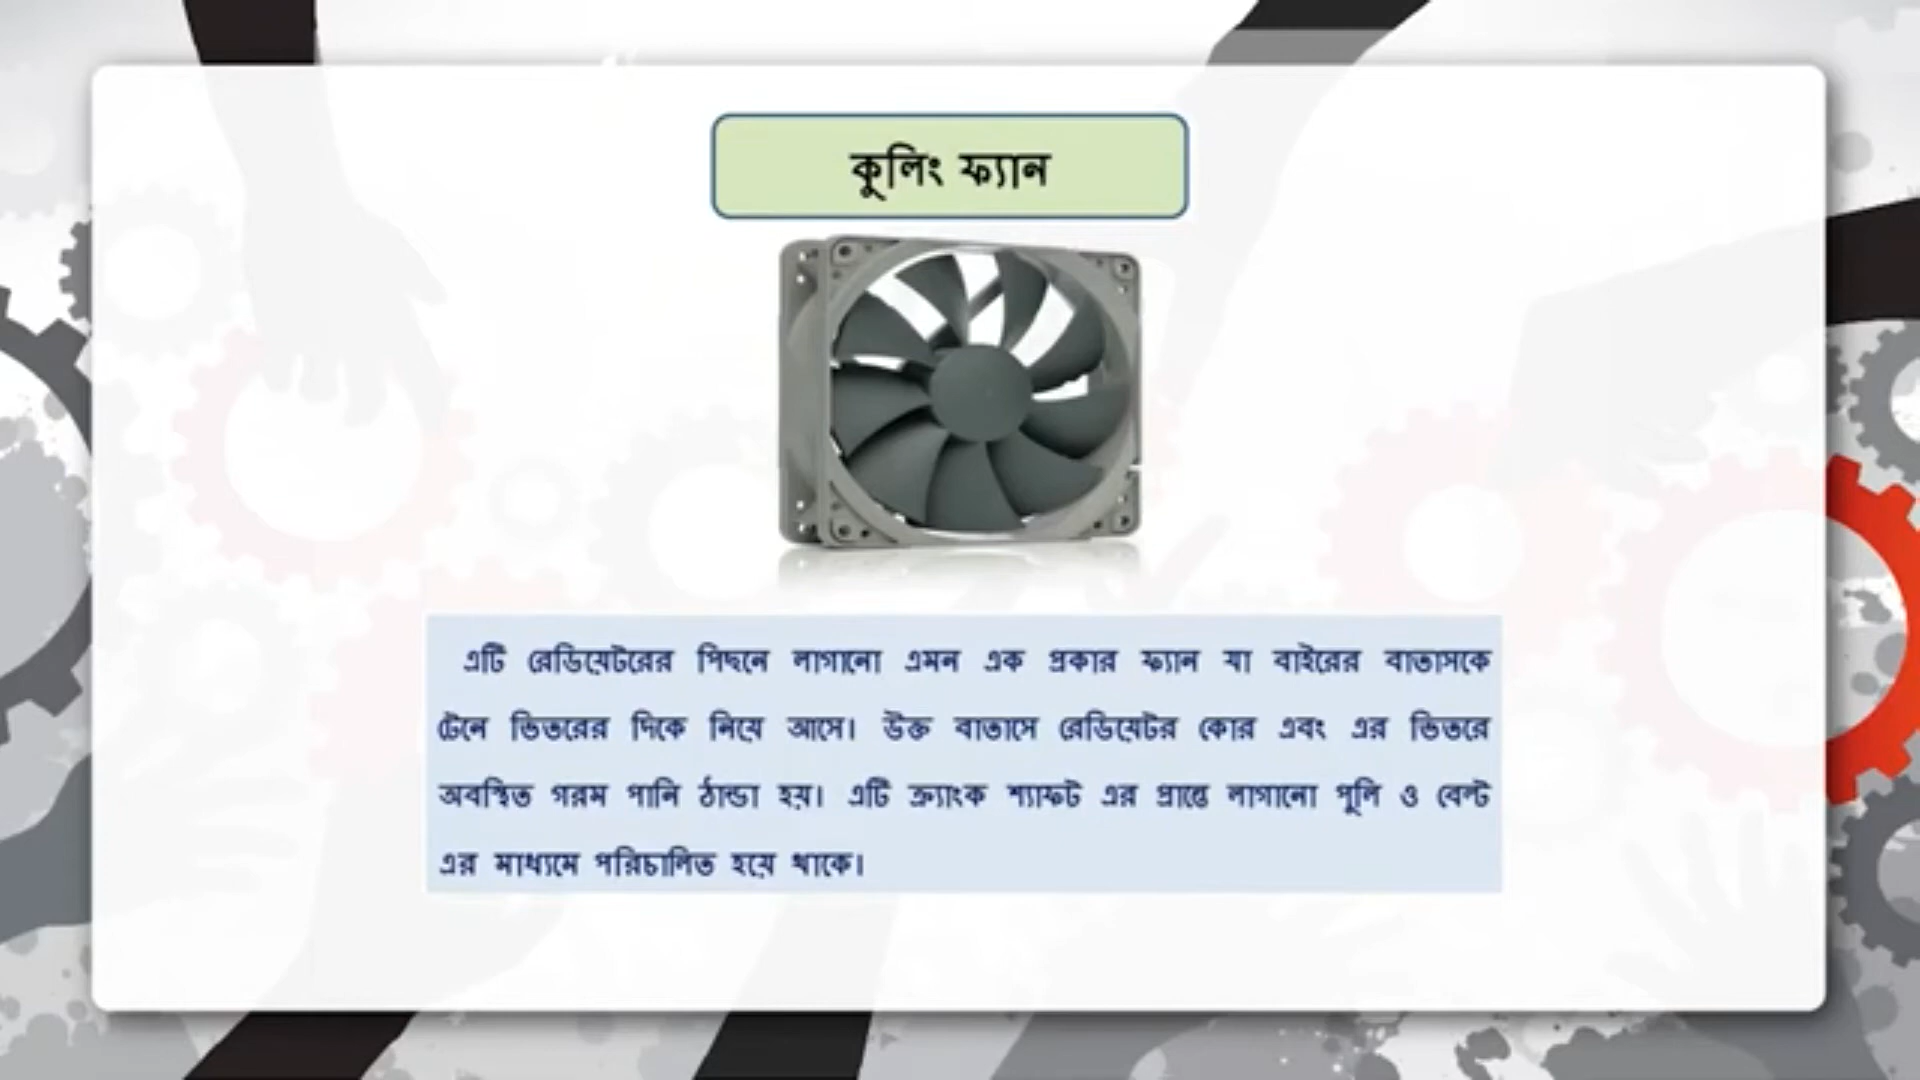 কুলিং ফ্যান
এটি রেডিয়েটরের পিছনে লাগানো এমন এক প্রকার ফ্যান যা বাইরের বাতাসকে
টেনে ভিতরের দিকে নিয়ে আসে। উক্ত বাতাসে রেডিয়েটর কোর এবং এর ভিতরে
অবস্থিত গরম পানি ঠান্ডা হয়। এটি ক্র্যাংক শ্যাফট এর প্রান্তে লাগানো পুলি ও বেল্ট
এর মাধ্যমে পরিচালিত হয়ে থাকে।